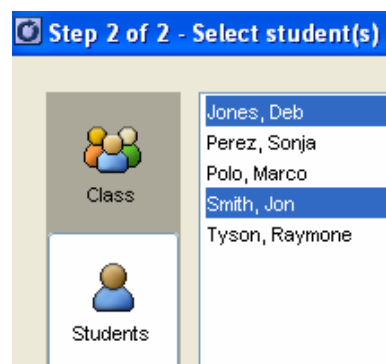 Step 2 of 2 - Select student(s)
Class
Students
Jones, Deb
Perez, Sonja
Polo, Marco
Smith, Jon
Tyson, Raymone